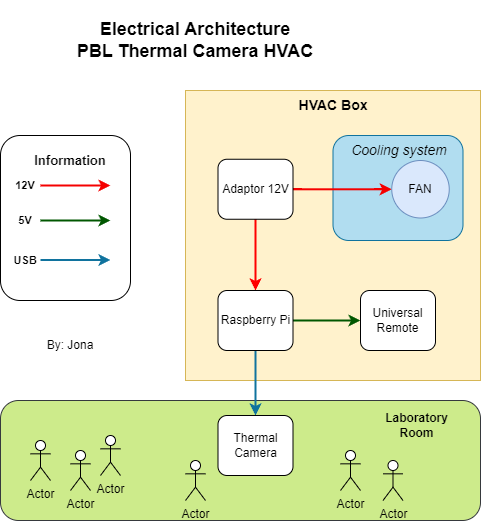 Electrical Architecture
PBL Thermal Camera HVAC
HVAC Box
Information
12V
5V
USB
By: Jona
Cooling system
Adaptor 12V
FAN
Raspberry Pi
Universal
Remote
Laboratory
Room
Thermal
Camera
Actor
Actor
Actor
Actor
Actor
Actor